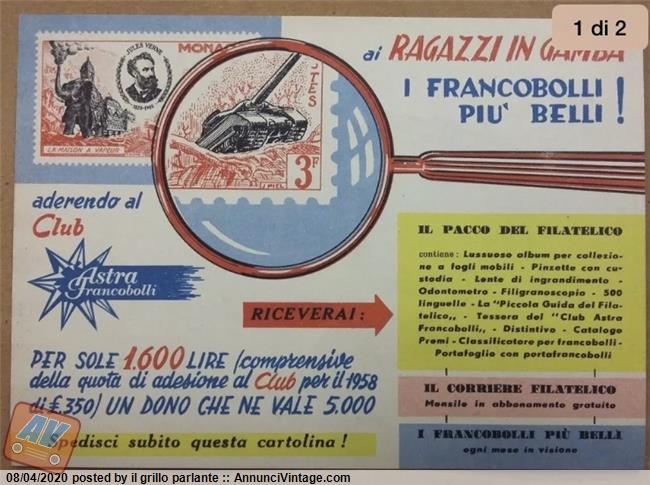 1 di 2
MONA
JULES VERNE
1828-1905
LA MAISON A VAPEUR
TES
3F
J. PIEL
ai RAGAZZI IN GAMBA
I FRANCOBOLLI
PIU' BELLI !
aderendo al
Club
Astra
Francobolli
RICEVERAI :
PER SOLE 1.600 LIRE (comprensive
della quota di adesione al Club per il 1958
di £ 350) UN DONO CHE NE VALE 5.000
Spedisci subito questa cartolina !
IL PACCO DEL FILATELICO
contiene : Lussuoso album per collezio-
ne a fogli mobili - Pinzette con cu-
stodia - Lente di ingrandimento -
Odontometro - Filigranoscopio - 500
linguelle - La "Piccola Guida del Fila-
telico,, - Tessera del "Club Astra
Francobolli,, - Distintivo - Catalogo
Premi - Classificatore per francobolli -
Portafoglio con portafrancobolli
IL CORRIERE FILATELICO
Mensile in abbonamento gratuito
I FRANCOBOLLI PIÙ BELLI
ogni mese in visione
AV
08/04/2020 posted by il grillo parlante :: AnnunciVintage.com